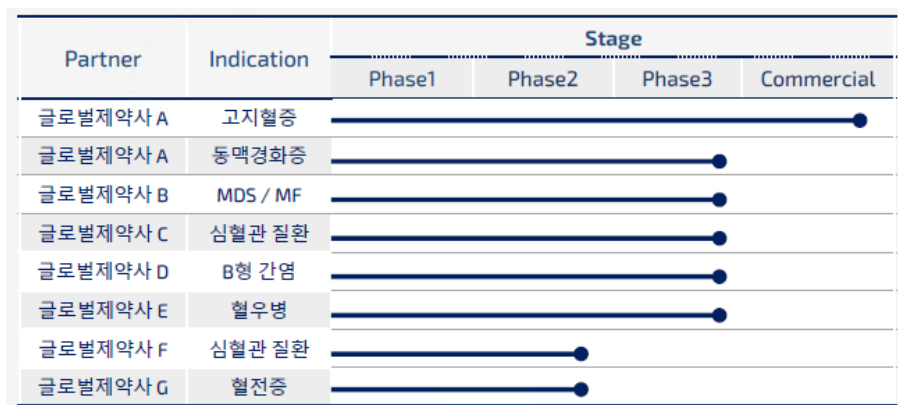 Partner Indication Stage
Phase1 Phase2 Phase3 Commercial
글로벌제약사 A 고지혈증
글로벌제약사 A 동맥경화증
글로벌제약사 B MDS / MF
글로벌제약사 C 심혈관 질환
글로벌제약사 D B형 간염
글로벌제약사 E 혈우병
글로벌제약사 F 심혈관 질환
글로벌제약사 G 혈전증